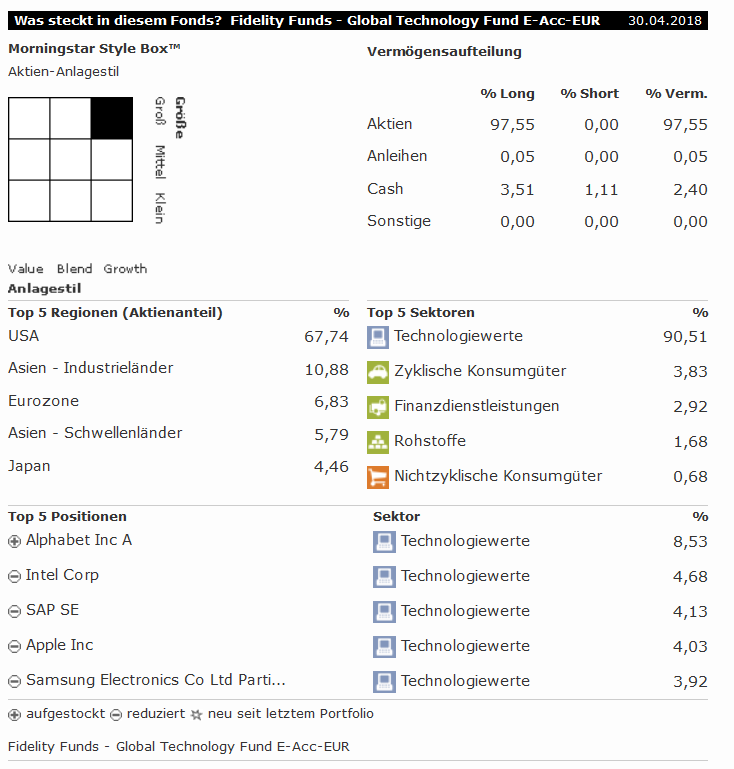 Was steckt in diesem Fonds? Fidelity Funds - Global Technology Fund E-Acc-EUR 30.04.2018
Morningstar Style Box™
Aktien-Anlagestil
Größe
Groß Mittel Klein
Value Blend Growth
Anlagestil
Vermögensaufteilung
% Long % Short % Verm.
Aktien 97,55 0,00 97,55
Anleihen 0,05 0,00 0,05
Cash 3,51 1,11 2,40
Sonstige 0,00 0,00 0,00
Top 5 Regionen (Aktienanteil) %
USA 67,74
Asien - Industrieländer 10,88
Eurozone 6,83
Asien - Schwellenländer 5,79
Japan 4,46
Top 5 Sektoren %
Technologiewerte 90,51
Zyklische Konsumgüter 3,83
Finanzdienstleistungen 2,92
Rohstoffe 1,68
Nichtzyklische Konsumgüter 0,68
Top 5 Positionen Sektor %
Alphabet Inc A Technologiewerte 8,53
Intel Corp Technologiewerte 4,68
SAP SE Technologiewerte 4,13
Apple Inc Technologiewerte 4,03
Samsung Electronics Co Ltd Parti... Technologiewerte 3,92
aufgestockt reduziert neu seit letztem Portfolio
Fidelity Funds - Global Technology Fund E-Acc-EUR